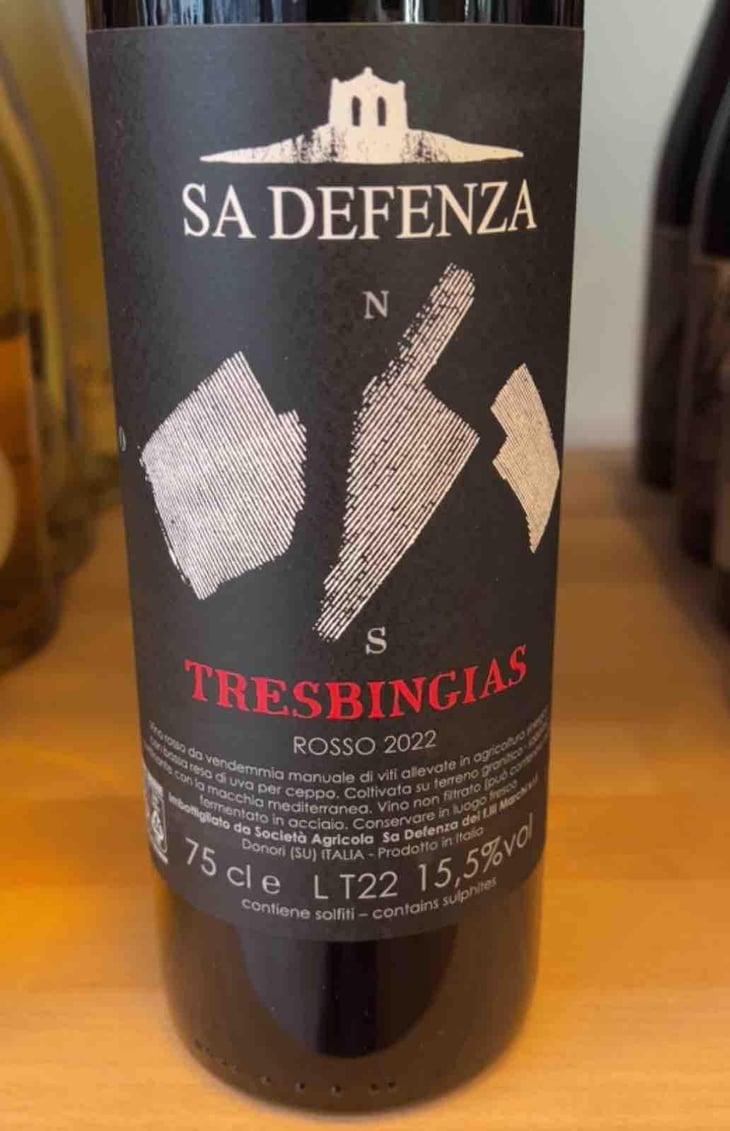 SA DEFENZA
N
O
S
TRESBINGIAS
ROSSO 2022
vino rosso da vendemmia manuale di viti allevate in agricoltura
con bassa resa di uva per ceppo. Coltivata su terreno granitico
con la macchia mediterranea. Vino non filtrato (può
fermentato in acciaio. Conservare in luogo fresco
Imbottigliato da Società Agricola Sa Defenza dei f.lli Marchi s.s
Donori (SU) ITALIA - Prodotto in Italia
75 cl e L T22 15,5%vol
contiene solfiti – contains sulphites